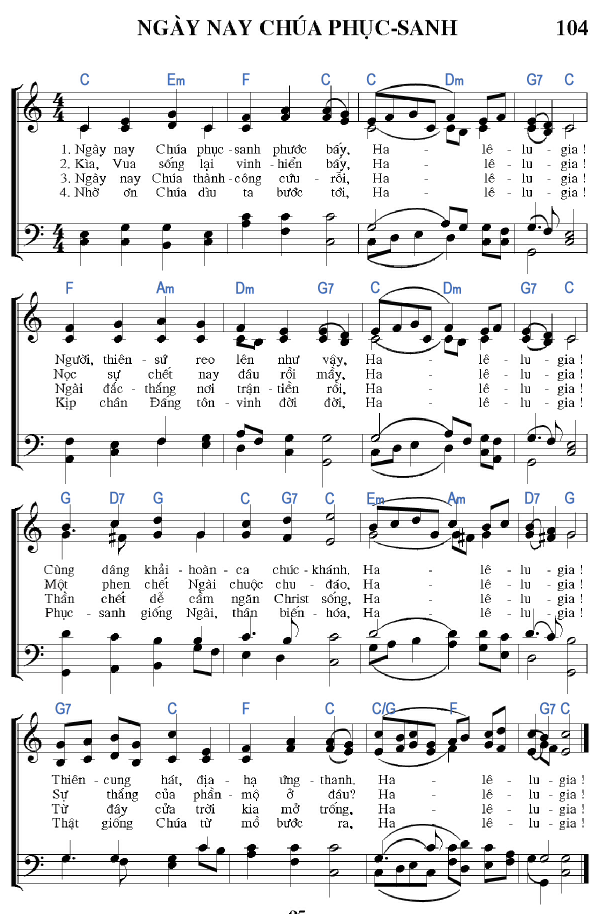 NGÀY NAY CHÚA PHỤC-SANH 104
C Em F C C Dm G7 C
1. Ngày nay Chúa phục-sanh phước bấy, Ha - lê-lu-gia!
2. Kìa, Vua sống lại vinh-hiển bấy, Ha - lê-lu-gia!
3. Ngày nay Chúa thành-công cứu-rỗi, Ha - lê-lu-gia!
4. Nhờ ơn Chúa dìu ta bước tới, Ha - lê-lu-gia!
F Am Dm G7 C Dm G7 C
Người, thiên-sứ reo lên như vậy, Ha - lê-lu-gia!
Nọc sự chết nay đâu rồi mầy, Ha - lê-lu-gia!
Ngài đắc-thắng nơi trận-tiền rồi, Ha - lê-lu-gia!
Kịp chân Đấng tôn-vinh đời đời, Ha - lê-lu-gia!
G D7 G C G7 C Em Am D7 G
Cùng dâng khải-hoàn-ca chúc-khánh, Ha - lê-lu-gia!
Một phen chết Ngài chuộc chu-đáo, Ha - lê-lu-gia!
Thần chết dễ cầm ngăn Christ sống, Ha - lê-lu-gia!
Phục-sanh giống Ngài, thân biến-hóa, Ha - lê-lu-gia!
G7 C F C C/G F G7 C
Thiên-cung hát, địa-hạ ứng-thanh, Ha - lê-lu-gia!
Sự thắng của phần-mộ ở đâu? Ha - lê-lu-gia!
Từ đây cửa trời kia mở trống, Ha - lê-lu-gia!
Thật giống Chúa từ mồ bước ra, Ha - lê-lu-gia!